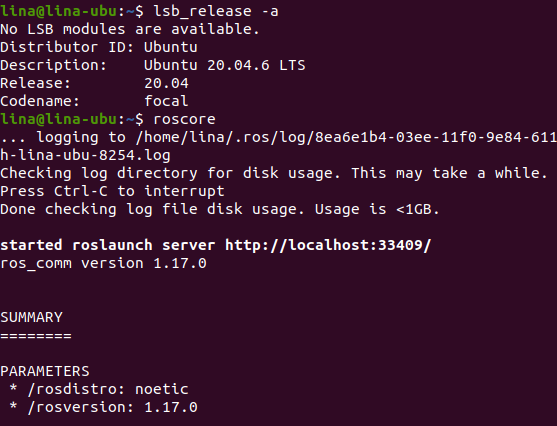 lina@lina-ubu:~$ lsb_release -a
No LSB modules are available.
Distributor ID: Ubuntu
Description:    Ubuntu 20.04.6 LTS
Release:        20.04
Codename:       focal
lina@lina-ubu:~$ roscore
... logging to /home/lina/.ros/log/8ea6e1b4-03ee-11f0-9e84-611
h-lina-ubu-8254.log
Checking log directory for disk usage. This may take a while.
Press Ctrl-C to interrupt
Done checking log file disk usage. Usage is <1GB.

started roslaunch server http://localhost:33409/
ros_comm version 1.17.0


SUMMARY
========

PARAMETERS
 * /rosdistro: noetic
 * /rosversion: 1.17.0